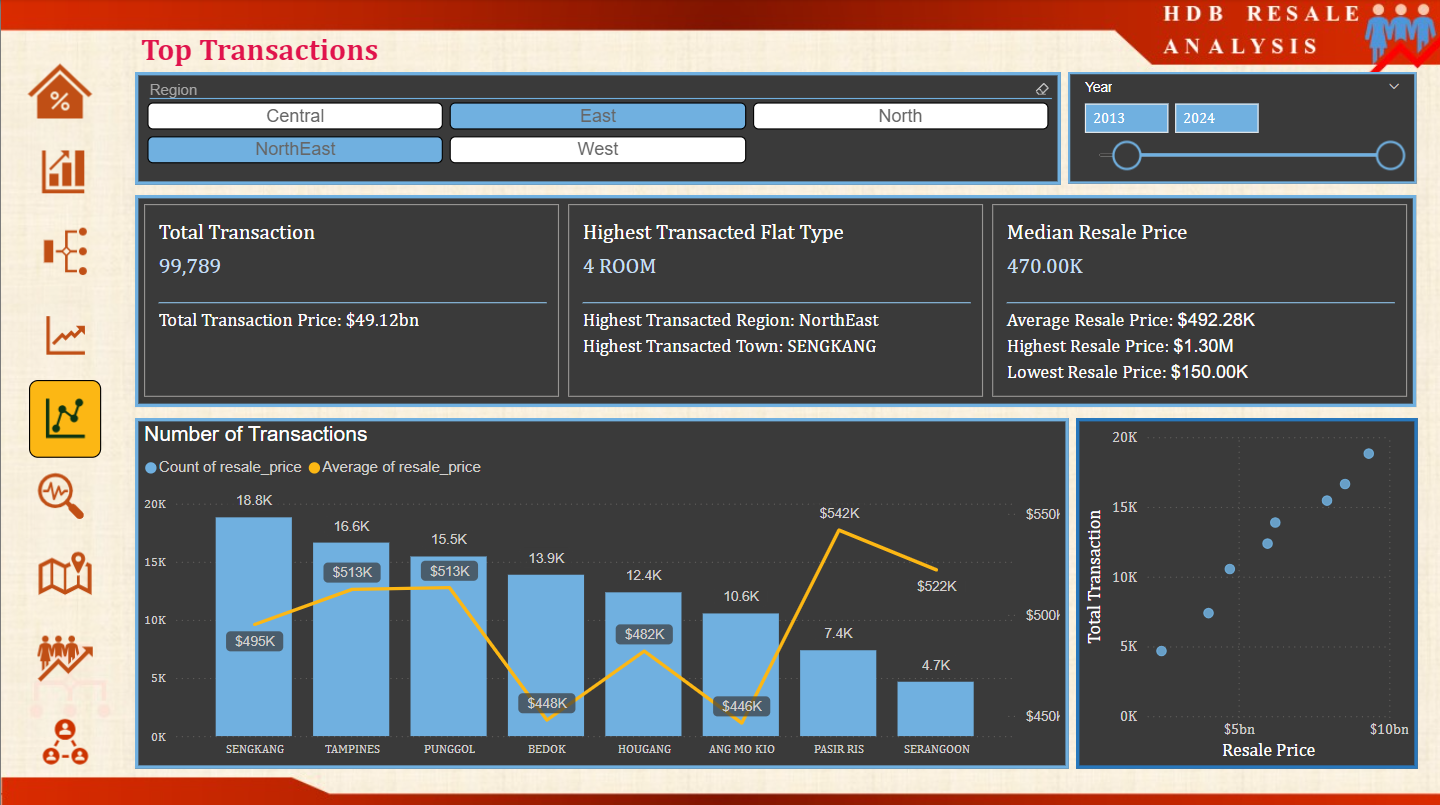 HDB RESALE
ANALYSIS
Top Transactions
Region
Central
East
North
NorthEast
West
Year
2013
2024
%
Total Transaction
99,789
Total Transaction Price: $49.12bn
Highest Transacted Flat Type
4 ROOM
Highest Transacted Region: NorthEast
Highest Transacted Town: SENGKANG
Median Resale Price
470.00K
Average Resale Price: $492.28K
Highest Resale Price: $1.30M
Lowest Resale Price: $150.00K
Number of Transactions
Count of resale_price
Average of resale_price
20K
15K
10K
5K
0K
18.8K
16.6K
15.5K
13.9K
12.4K
10.6K
7.4K
4.7K
$495K
$513K
$513K
$448K
$482K
$446K
$542K
$522K
$550K
$500K
$450K
SENGKANG
TAMPINES
PUNGGOL
BEDOK
HOUGANG
ANG MO KIO
PASIR RIS
SERANGOON
Total Transaction
20K
15K
10K
5K
0K
$5bn
$10bn
Resale Price